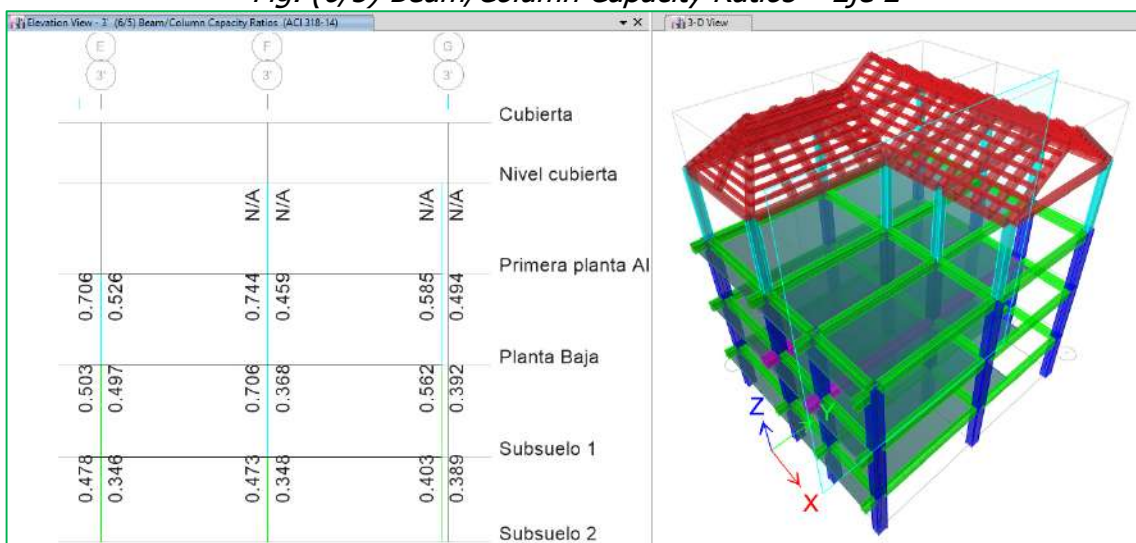 Fig. (6/5) Beam/Column Capacity Ratios – Eje 2
Elevation View - 3' (6/5) Beam/Column Capacity Ratios (ACI 318-14)
3-D View
E F G
3' 3' 3'
Cubierta
Nivel cubierta
N/A N/A N/A N/A
Primera planta Al
0.706 0.526 0.744 0.459 0.585 0.494
Planta Baja
0.503 0.497 0.706 0.368 0.562 0.392
Subsuelo 1
0.478 0.346 0.473 0.348 0.403 0.389
Subsuelo 2
Z
Y
X